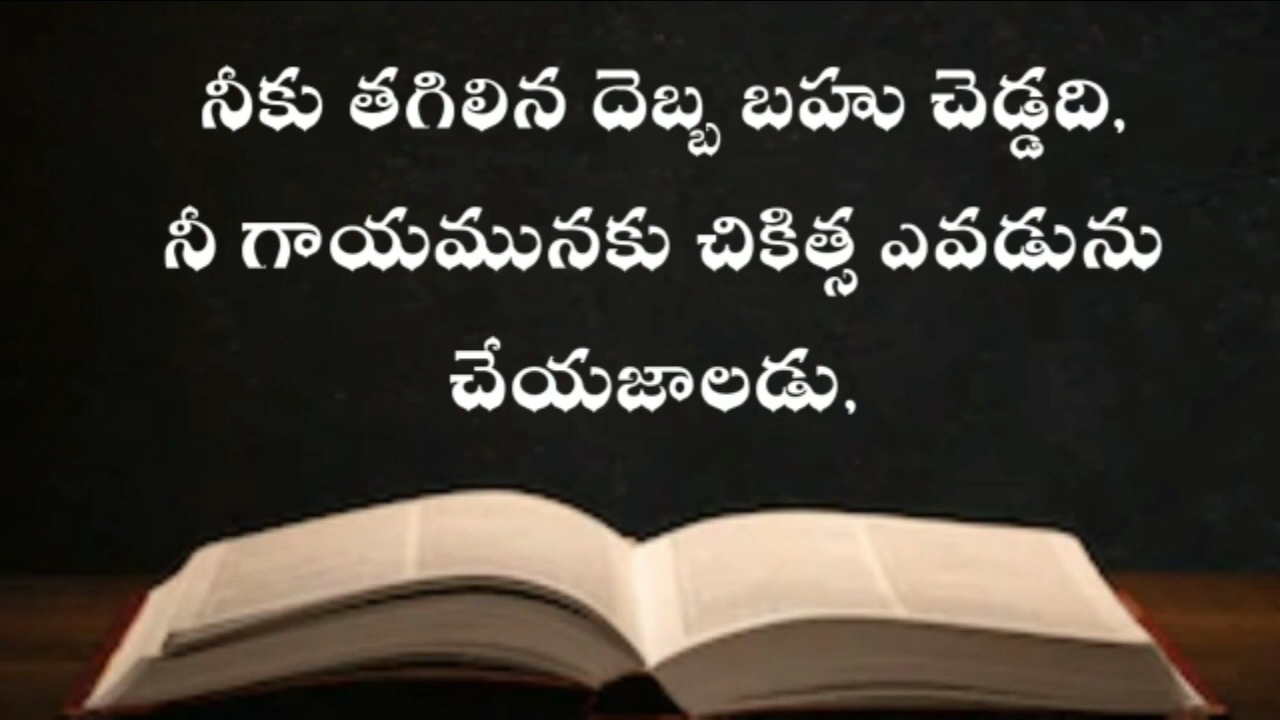 నీకు తగిలిన దెబ్బ బహు చెడ్డది,
నీ గాయమునకు చికిత్స ఎవడును
చేయజాలడు,